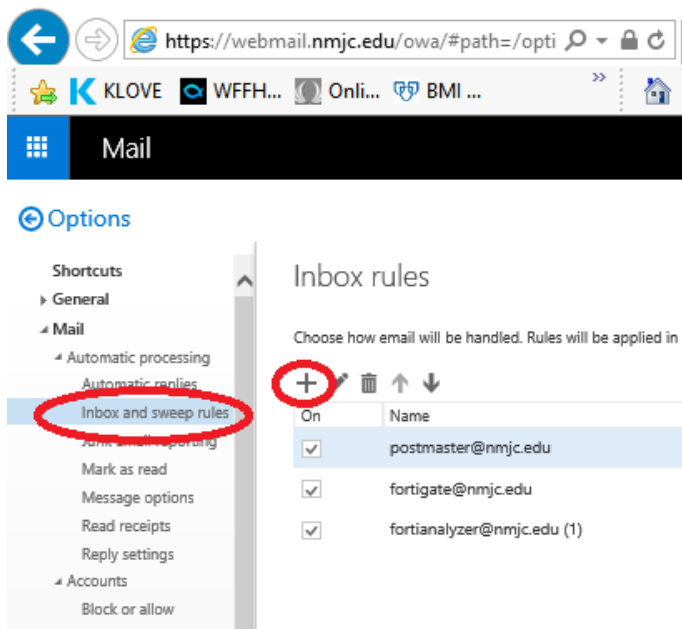 https://webmail.nmjc.edu/owa/#path=/opti
KLOVE WFFH... Onli... BMI ... »
Mail
Options
Shortcuts
General
Mail
Automatic processing
Automatic replies
Inbox and sweep rules
Junk email reporting
Mark as read
Message options
Read receipts
Reply settings
Accounts
Block or allow
Inbox rules
Choose how email will be handled. Rules will be applied in
On Name
postmaster@nmjc.edu
fortigate@nmjc.edu
fortianalyzer@nmjc.edu (1)